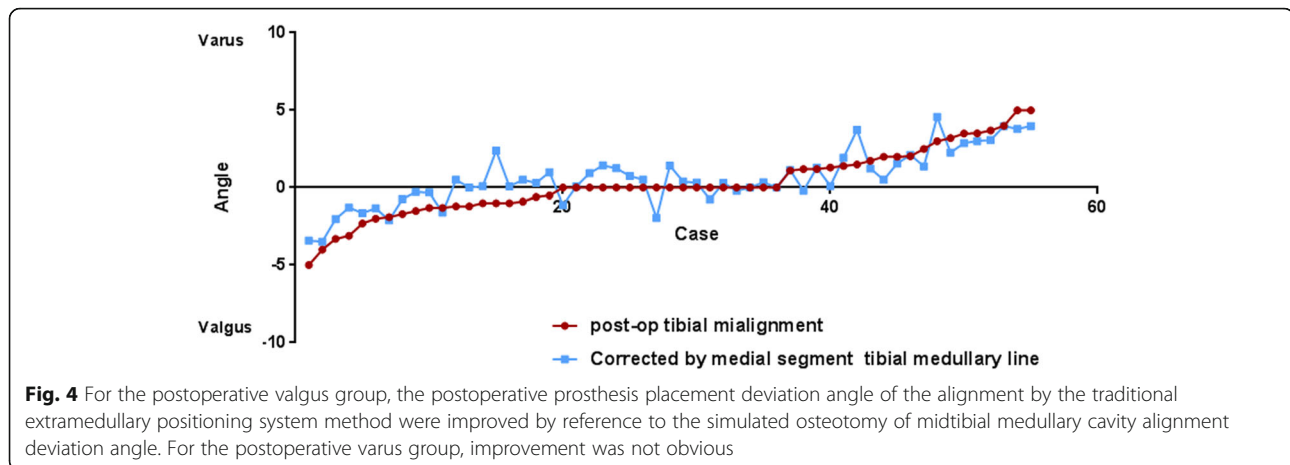 10
Varus
5
Angle
0
20
40
60
Case
-5
Valgus
-10
post-op tibial mialignment
Corrected by medial segment tibial medullary line
Fig. 4 For the postoperative valgus group, the postoperative prosthesis placement deviation angle of the alignment by the traditional
extramedullary positioning system method were improved by reference to the simulated osteotomy of midtibial medullary cavity alignment
deviation angle. For the postoperative varus group, improvement was not obvious